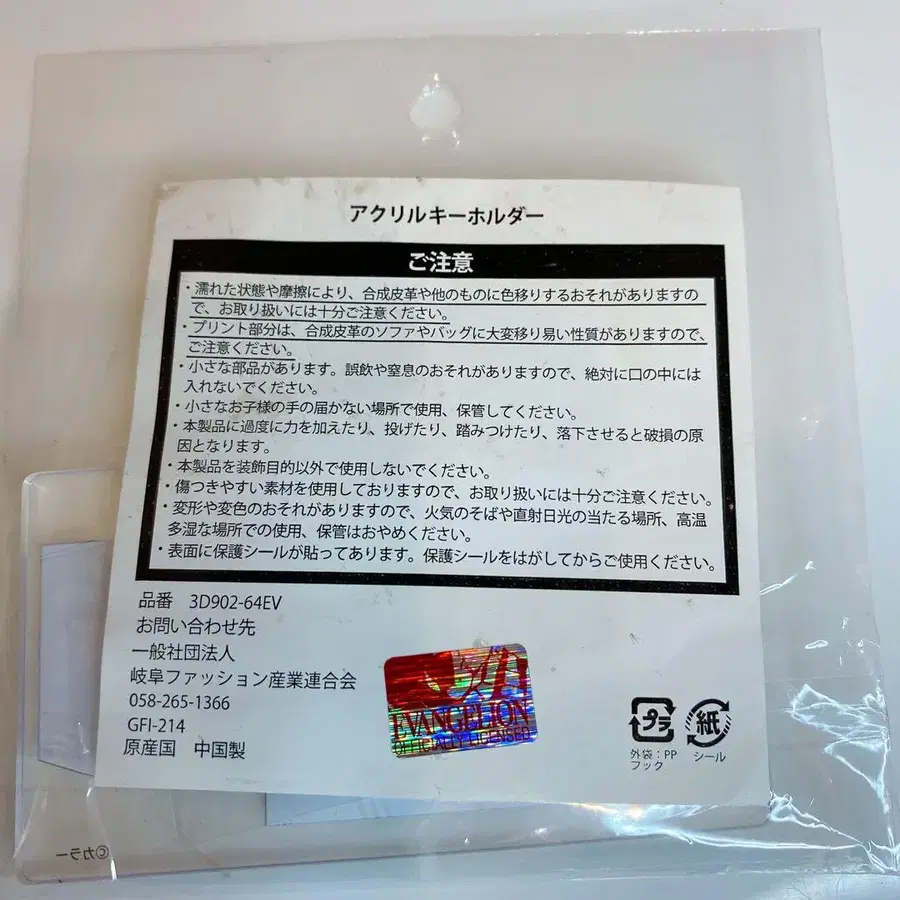 アクリルキーホルダー
ご注意
・濡れた状態や摩擦により、合成皮革や他のものに色移りするおそれがありますの
で、お取り扱いには十分ご注意ください。
・プリント部分は、合成皮革のソファやバッグに大変移り易い性質がありますので、
ご注意ください。
・小さな部品があります。誤飲や窒息のおそれがありますので、絶対に口の中には
入れないでください。
・小さなお子様の手の届かない場所で使用、保管してください。
・本製品に過度に力を加えたり、投げたり、踏みつけたり、落下させると破損の原
因となります。
・本製品を装飾目的以外で使用しないでください。
・傷つきやすい素材を使用しておりますので、お取り扱いには十分ご注意ください。
・変形や変色のおそれがありますので、火気のそばや直射日光の当たる場所、高温
多湿な場所での使用、保管はおやめください。
・表面に保護シールが貼ってあります。保護シールをはがしてからご使用ください。
品番 3D902-64EV
お問い合わせ先
一般社団法人
岐阜ファッション産業連合会
058-265-1366
GFI-214
原産国 中国製
EVANGELION
OFFICIALLY LICENSED
プラ
外袋：PP
フック
紙
シール
©カラー